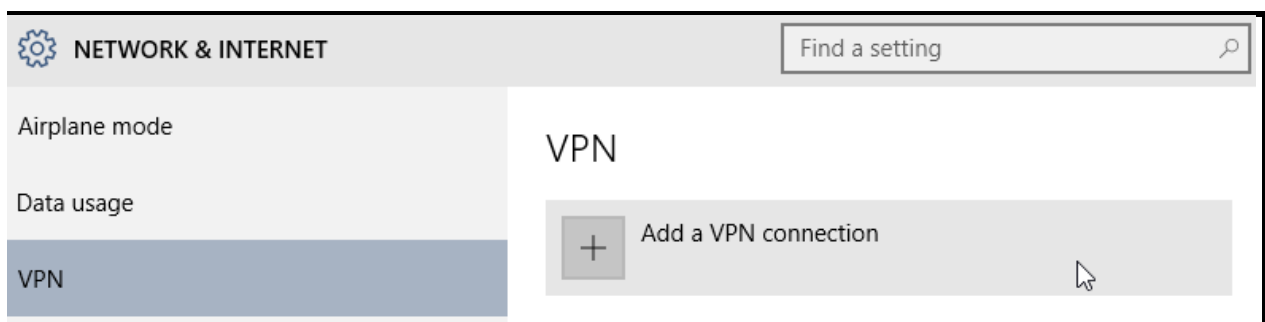 NETWORK & INTERNET
Find a setting
Airplane mode
Data usage
VPN
VPN
Add a VPN connection